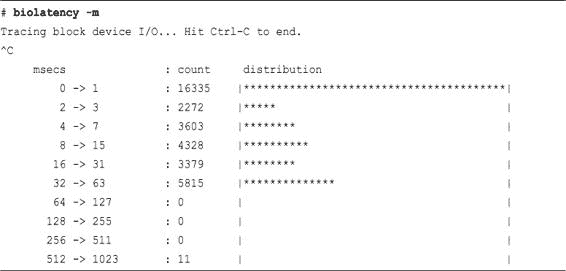 # biolatency -m
Tracing block device I/O... Hit Ctrl-C to end.
^C
     msecs               : count     distribution
         0 -> 1          : 16335    |****************************************|
         2 -> 3          : 2272     |*****                                   |
         4 -> 7          : 3603     |********                                |
         8 -> 15         : 4328     |**********                              |
        16 -> 31         : 3379     |********                                |
        32 -> 63         : 5815     |**************                          |
        64 -> 127        : 0        |                                        |
       128 -> 255        : 0        |                                        |
       256 -> 511        : 0        |                                        |
       512 -> 1023       : 11       |                                        |